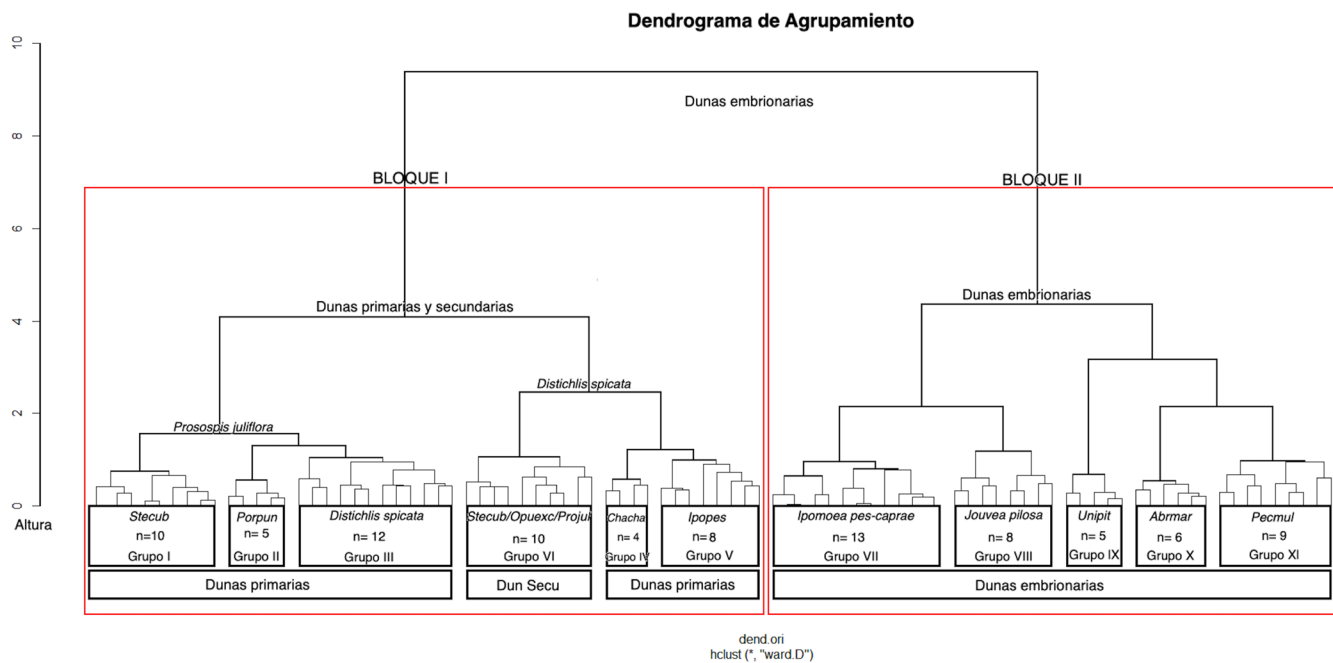 Dendrograma de Agrupamiento
10
8
6
4
2
0
Altura
Dunas embrionarias
BLOQUE I
BLOQUE II
Dunas primarias y secundarias
Dunas embrionarias
Distichlis spicata
Prosospis juliflora
Stecub
n=10
Grupo I
Porpun
n= 5
Grupo II
Distichlis spicata
n= 12
Grupo III
Stecub/Opuexc/Projul
n= 10
Grupo VI
Chacha
n= 4
Grupo IV
Ipopes
n= 8
Grupo V
Ipomoea pes-caprae
n= 13
Grupo VII
Jouvea pilosa
n= 8
Grupo VIII
Unipit
n= 5
Grupo IX
Abrmar
n= 6
Grupo X
Pecmul
n= 9
Grupo XI
Dunas primarias
Dun Secu
Dunas primarias
Dunas embrionarias
dend.ori
hclust (*, "ward.D")